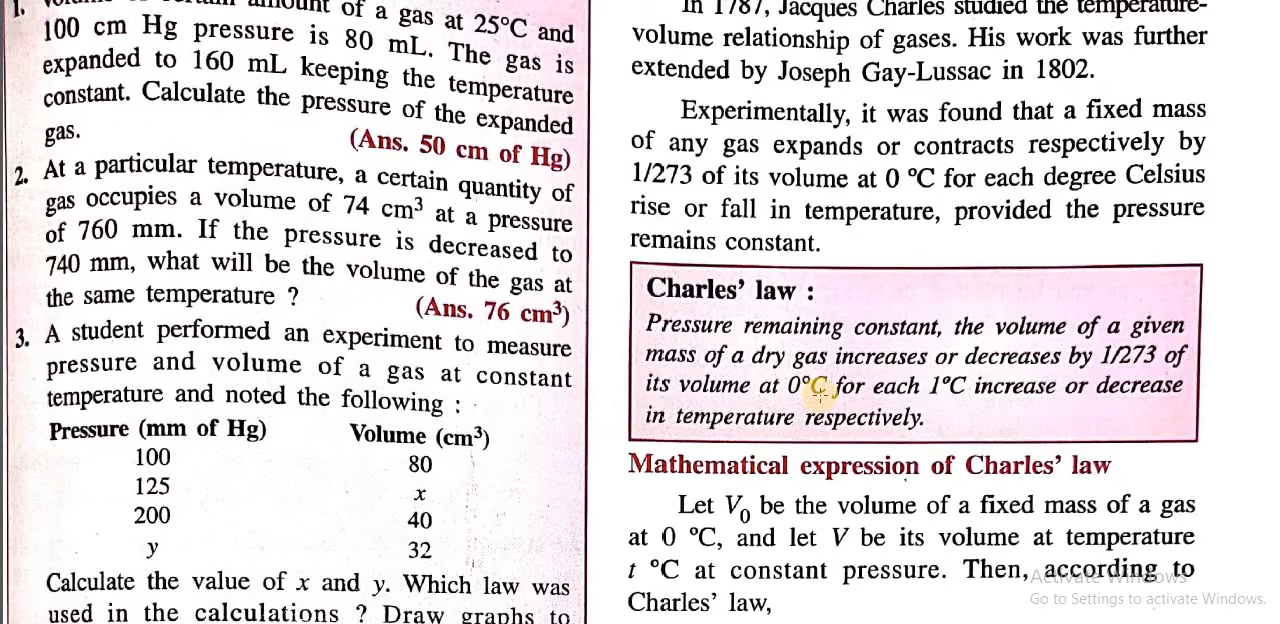 1.
amount of a gas at 25°C and
100 cm Hg pressure is 80 mL. The gas is
expanded to 160 mL keeping the temperature
constant. Calculate the pressure of the expanded
gas. (Ans. 50 cm of Hg)
2. At a particular temperature, a certain quantity of
gas occupies a volume of 74 cm³ at a pressure
of 760 mm. If the pressure is decreased to
740 mm, what will be the volume of the gas at
the same temperature ? (Ans. 76 cm³)
3. A student performed an experiment to measure
pressure and volume of a gas at constant
temperature and noted the following :
Pressure (mm of Hg) Volume (cm³)
100 80
125 x
200 40
y 32
Calculate the value of x and y. Which law was
used in the calculations ? Draw graphs to
In 1787, Jacques Charles studied the temperature-
volume relationship of gases. His work was further
extended by Joseph Gay-Lussac in 1802.
Experimentally, it was found that a fixed mass
of any gas expands or contracts respectively by
1/273 of its volume at 0 °C for each degree Celsius
rise or fall in temperature, provided the pressure
remains constant.
Charles’ law :
Pressure remaining constant, the volume of a given
mass of a dry gas increases or decreases by 1/273 of
its volume at 0°C for each 1°C increase or decrease
in temperature respectively.
Mathematical expression of Charles’ law
Let V₀ be the volume of a fixed mass of a gas
at 0 °C, and let V be its volume at temperature
t °C at constant pressure. Then, according to
Charles’ law,
Activate Windows
Go to Settings to activate Windows.